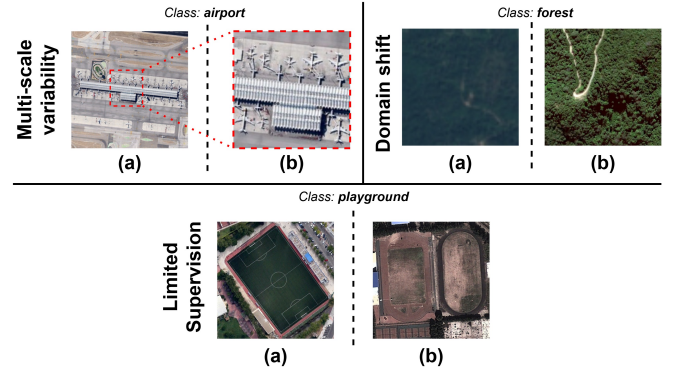 Class: airport
Multi-scale
variability
(a)
(b)
Class: forest
Domain shift
(a)
(b)
Class: playground
Limited
Supervision
(a)
(b)